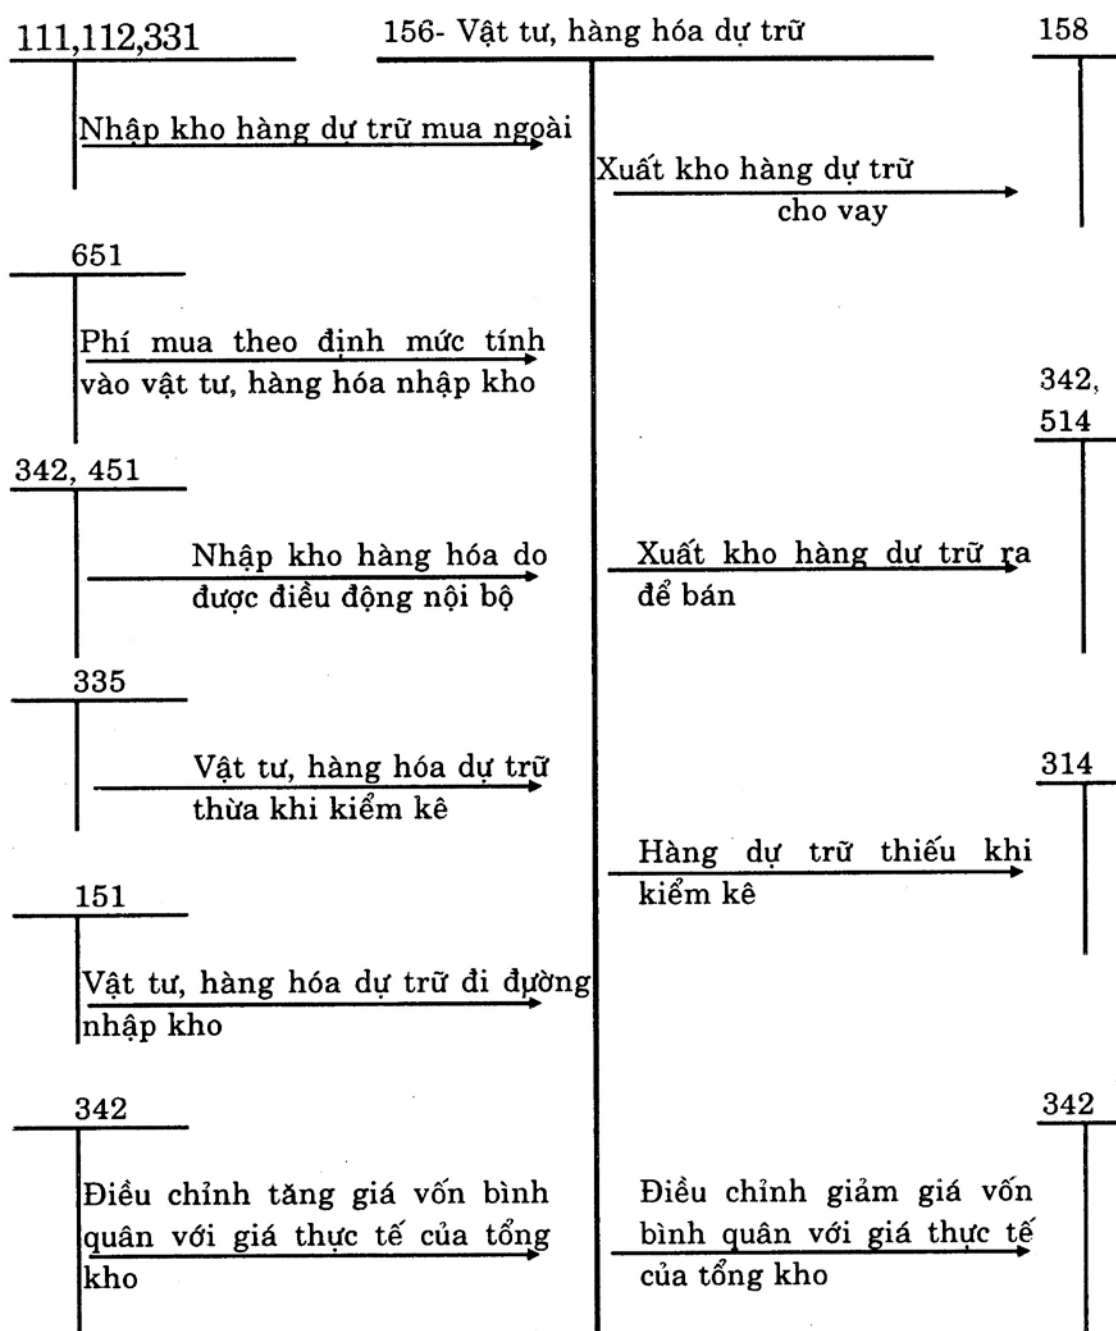 111,112,331
156- Vật tư, hàng hóa dự trữ
158
Nhập kho hàng dự trữ mua ngoài
Xuất kho hàng dự trữ
cho vay
651
Phí mua theo định mức tính
vào vật tư, hàng hóa nhập kho
342,
514
342, 451
Nhập kho hàng hóa do
được điều động nội bộ
Xuất kho hàng dự trữ ra
để bán
335
Vật tư, hàng hóa dự trữ
thừa khi kiểm kê
314
Hàng dự trữ thiếu khi
kiểm kê
151
Vật tư, hàng hóa dự trữ đi đường
nhập kho
342
342
Điều chỉnh tăng giá vốn bình
quân với giá thực tế của tổng
kho
Điều chỉnh giảm giá vốn
bình quân với giá thực tế
của tổng kho